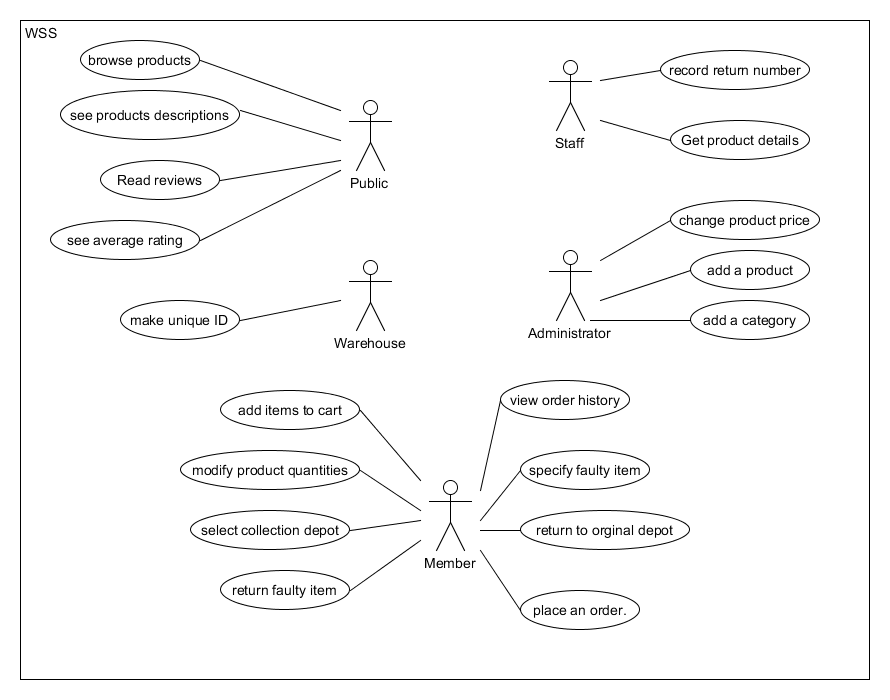 WSS
browse products
see products descriptions
Read reviews
see average rating
Public
record return number
Get product details
Staff
make unique ID
Warehouse
change product price
add a product
add a category
Administrator
add items to cart
modify product quantities
select collection depot
return faulty item
view order history
specify faulty item
return to orginal depot
place an order.
Member